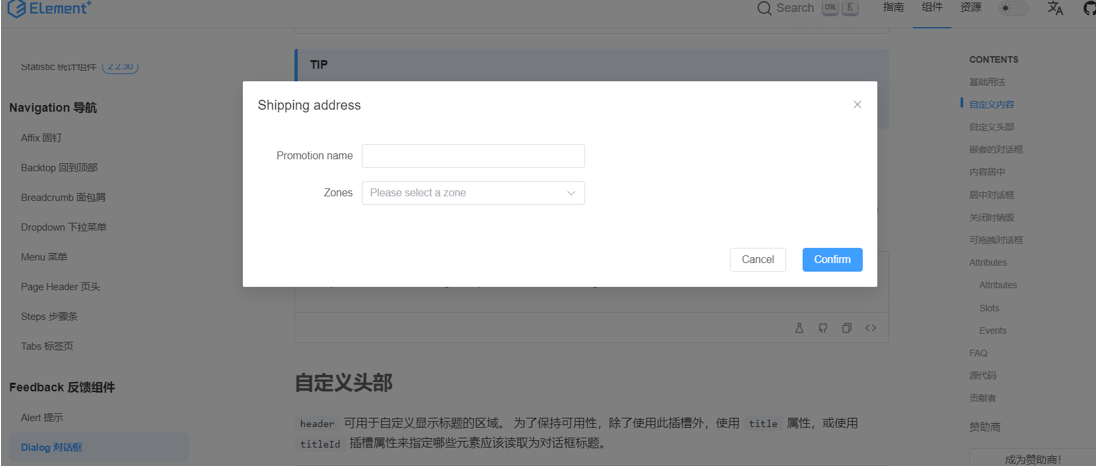 ELement+
Search CTRL K
指南 组件 资源
Statistic 统计组件 2.2.30
Navigation 导航
Affix 固钉
Backtop 回到顶部
Breadcrumb 面包屑
Dropdown 下拉菜单
Menu 菜单
Page Header 页头
Steps 步骤条
Tabs 标签页
Feedback 反馈组件
Alert 提示
Dialog 对话框
TIP
Shipping address
Promotion name
Zones Please select a zone
Cancel Confirm
自定义头部
header 可用于自定义显示标题的区域。 为了保持可用性，除了使用此插槽外，使用 title 属性，或使用
titleId 插槽属性来指定哪些元素应该读取为对话框标题。
CONTENTS
基础用法
自定义内容
自定义头部
嵌套的对话框
内容居中
居中对话框
关闭时销毁
可拖拽对话框
Attributes
Attributes
Slots
Events
FAQ
源代码
贡献者
赞助商
成为赞助商!